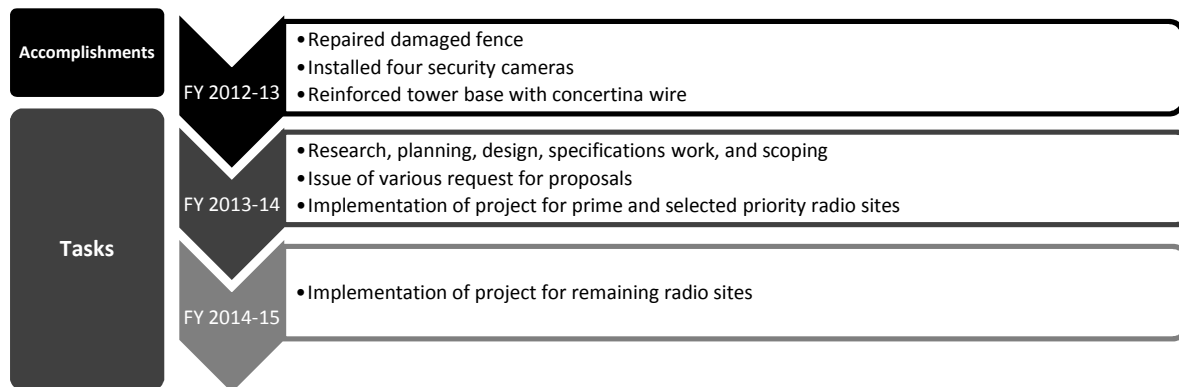 Accomplishments
FY 2012-13
•Repaired damaged fence
•Installed four security cameras
•Reinforced tower base with concertina wire
Tasks
FY 2013-14
•Research, planning, design, specifications work, and scoping
•Issue of various request for proposals
•Implementation of project for prime and selected priority radio sites
FY 2014-15
•Implementation of project for remaining radio sites